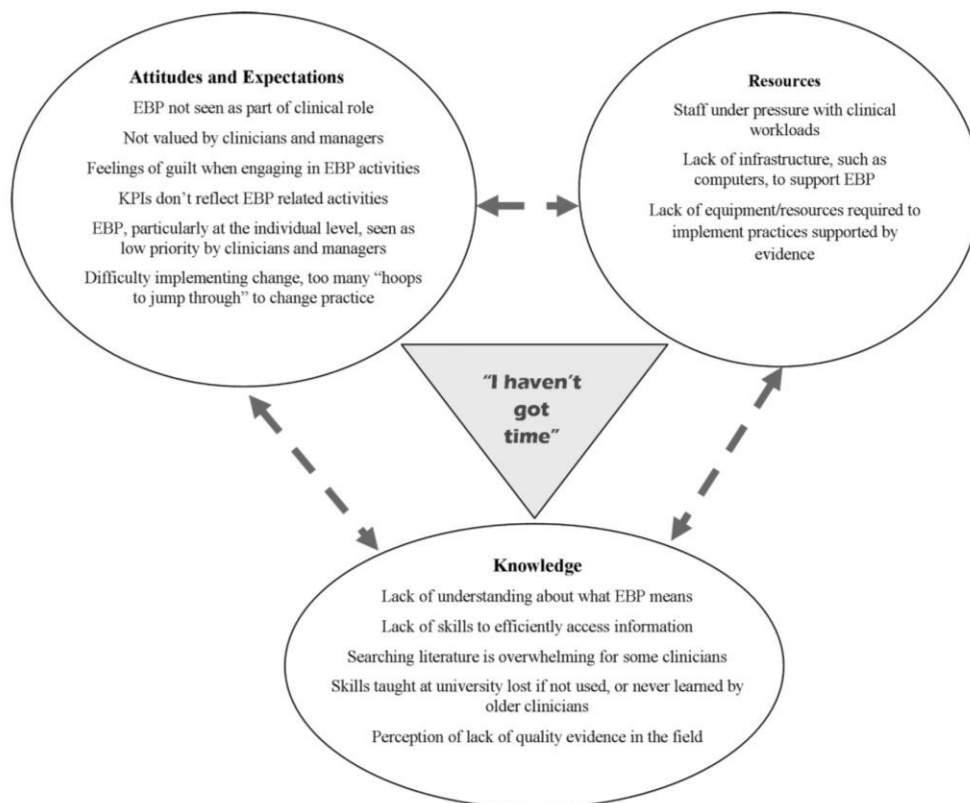 Attitudes and Expectations
EBP not seen as part of clinical role
Not valued by clinicians and managers
Feelings of guilt when engaging in EBP activities
KPIs don’t reflect EBP related activities
EBP, particularly at the individual level, seen as
low priority by clinicians and managers
Difficulty implementing change, too many “hoops
to jump through” to change practice
Resources
Staff under pressure with clinical
workloads
Lack of infrastructure, such as
computers, to support EBP
Lack of equipment/resources required to
implement practices supported by
evidence
“I haven’t
got
time”
Knowledge
Lack of understanding about what EBP means
Lack of skills to efficiently access information
Searching literature is overwhelming for some clinicians
Skills taught at university lost if not used, or never learned by
older clinicians
Perception of lack of quality evidence in the field